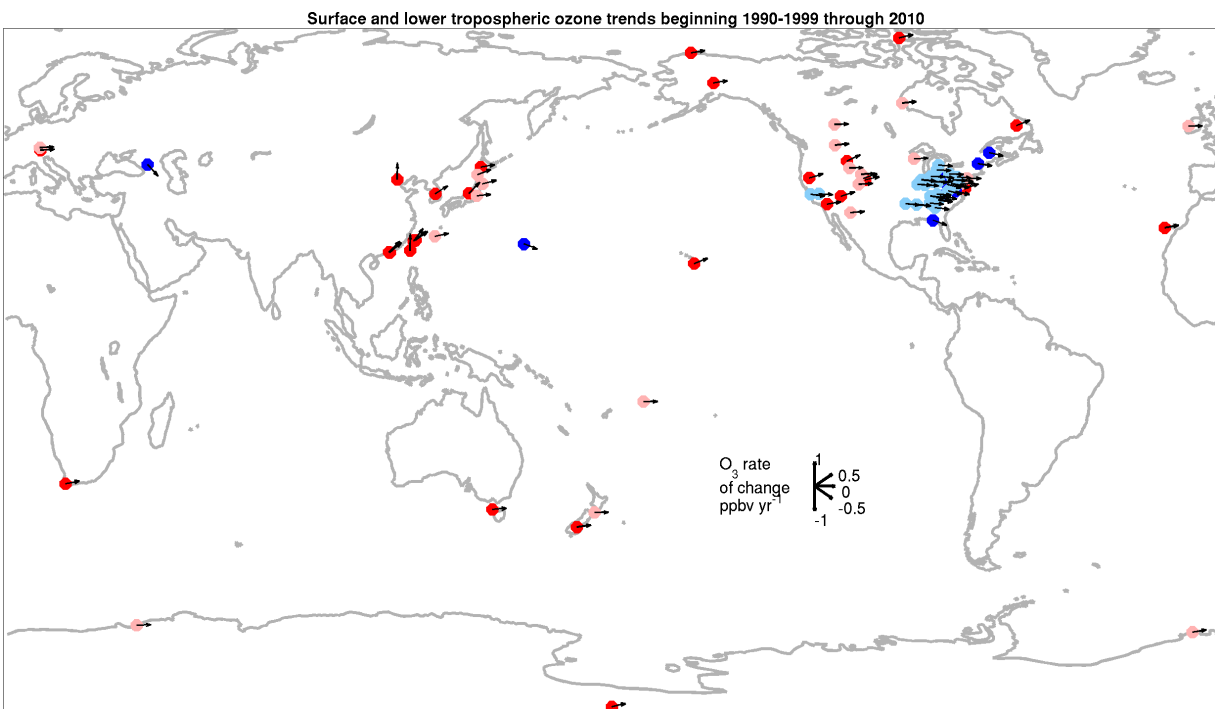 Surface and lower tropospheric ozone trends beginning 1990-1999 through 2010
O3 rate
of change
ppbv yr-1
1
0.5
0
-0.5
-1